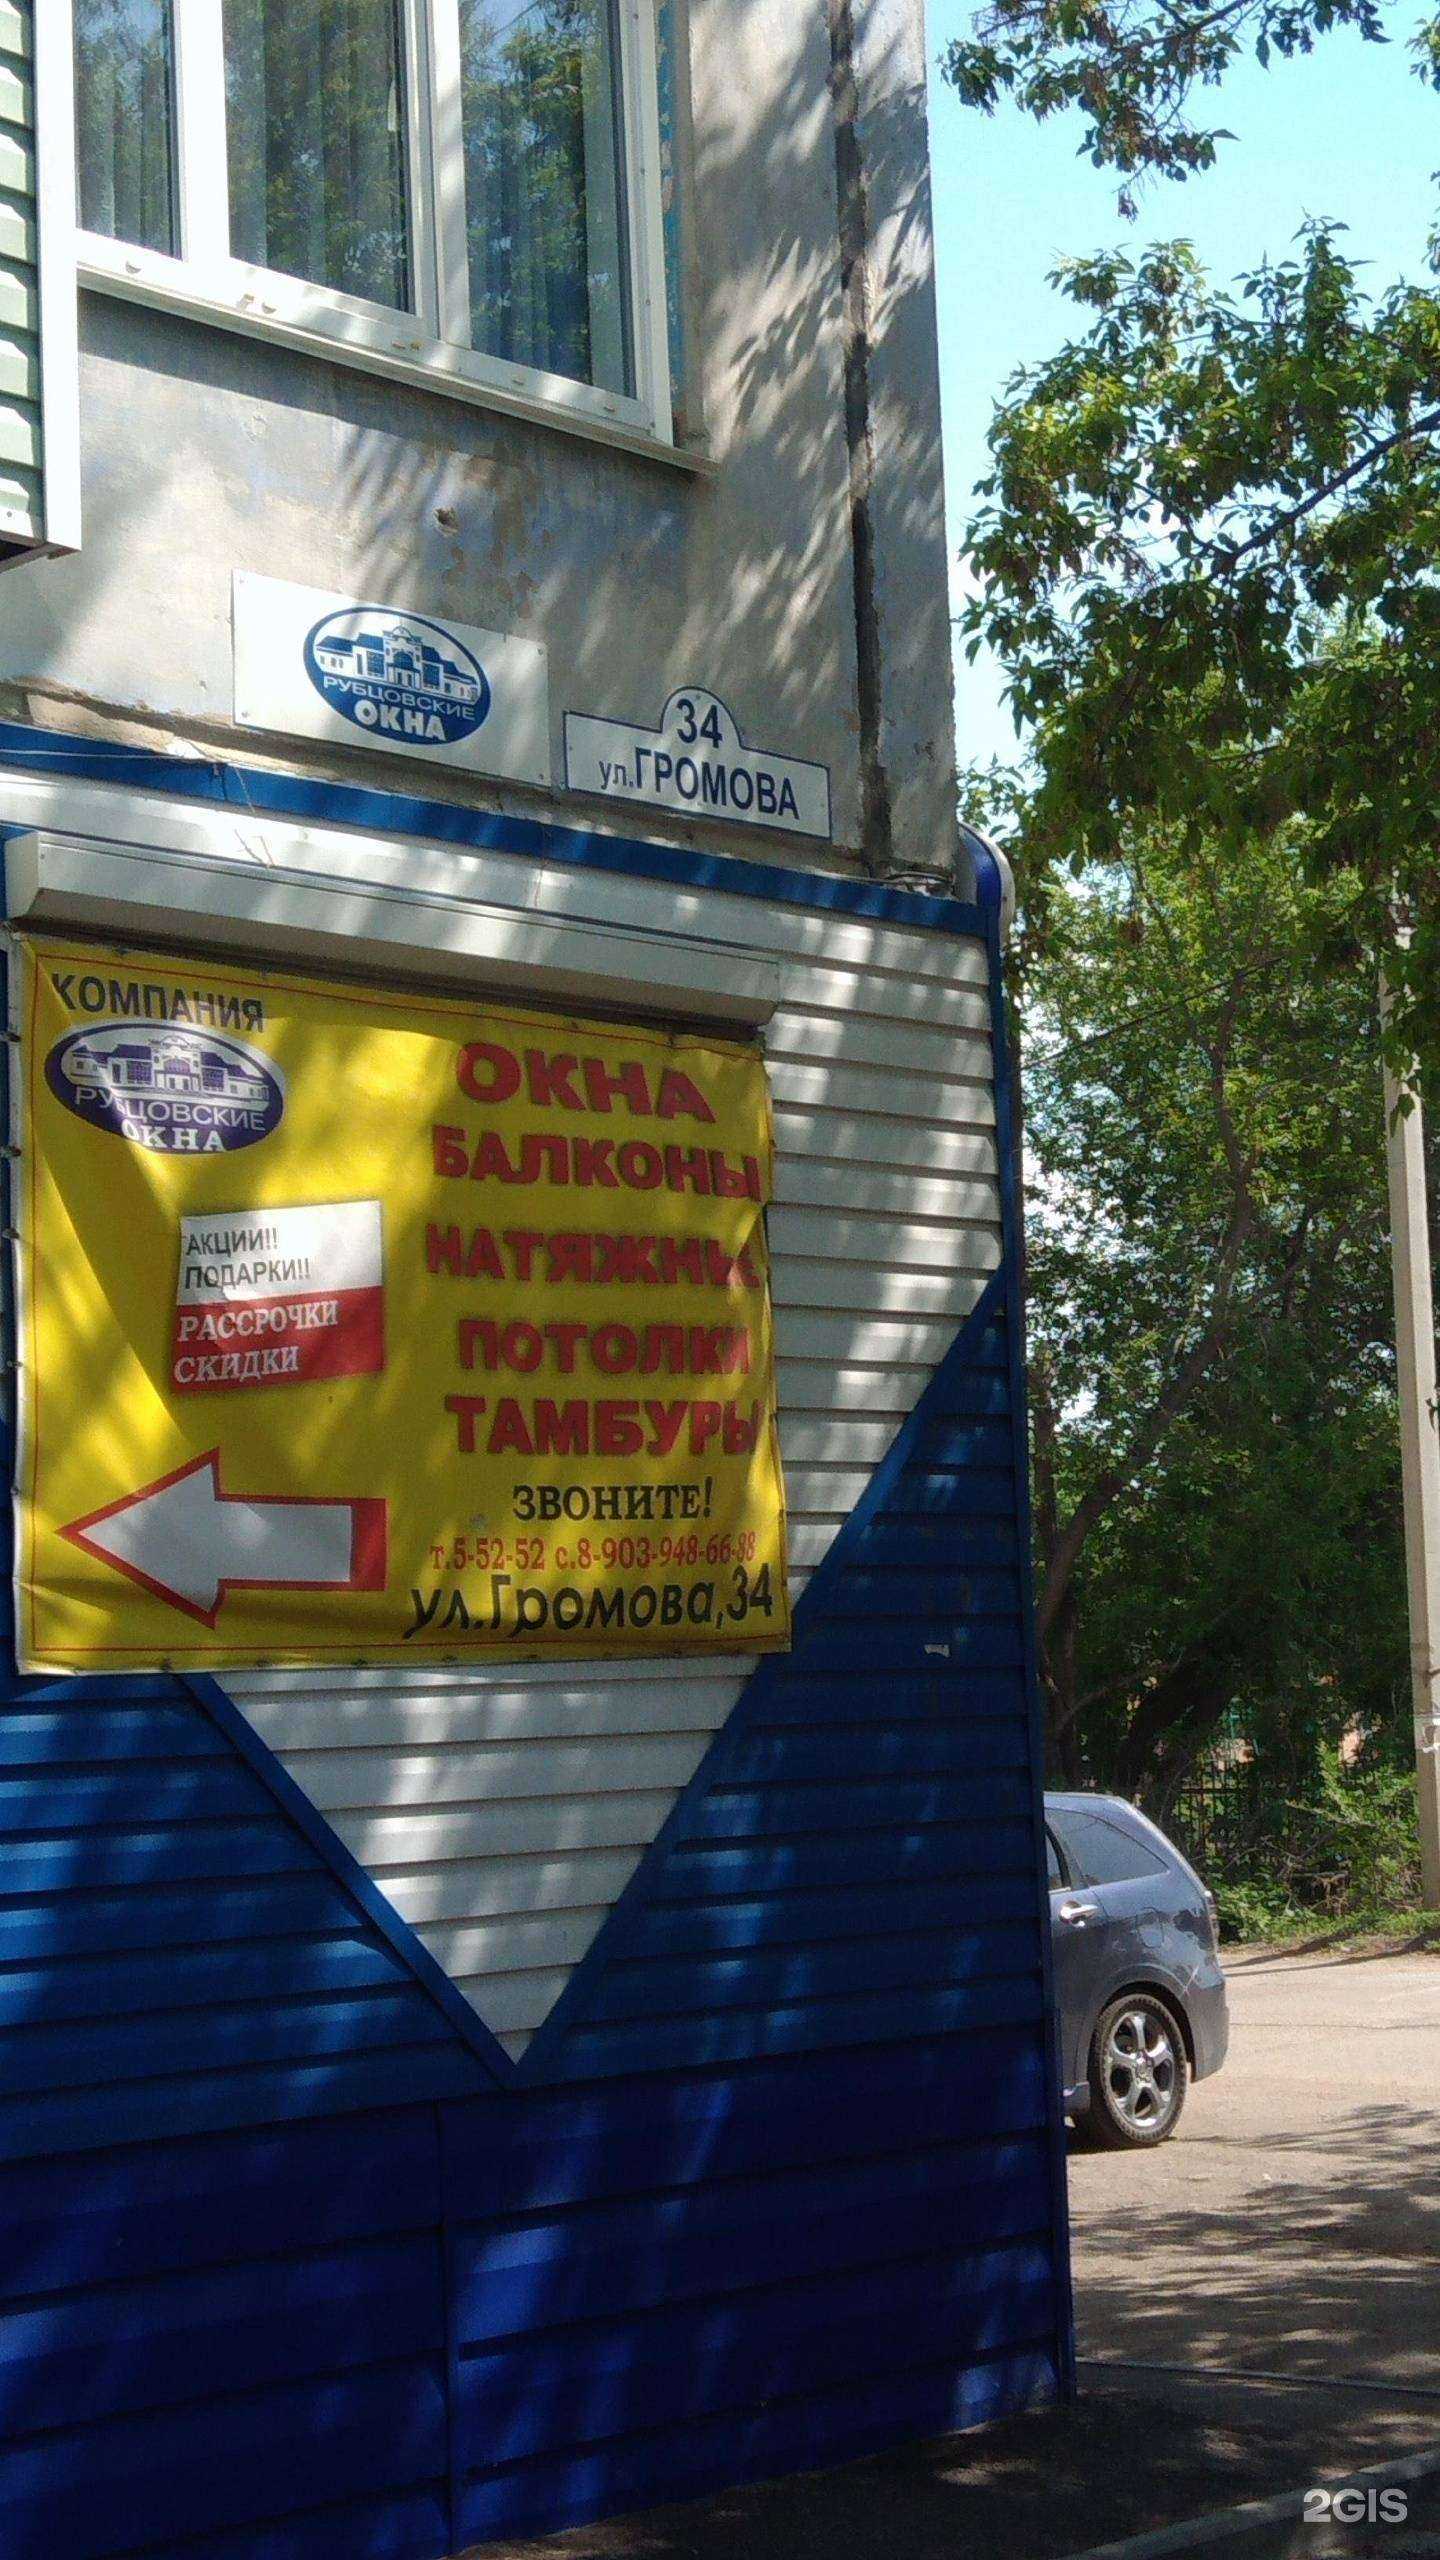 РУБЦОВСКИЕ
ОКНА
34
ул.ГРОМОВА
КОМПАНИЯ
РУБЦОВСКИЕ
ОКНА
ОКНА
БАЛКОНЫ
НАТЯЖНЫЕ
ПОТОЛКИ
ТАМБУРЫ
АКЦИИ!!
ПОДАРКИ!!
РАССРОЧКИ
СКИДКИ
ЗВОНИТЕ!
т.5-52-52 с.8-903-948-66-88
ул.Громова,34
2GIS